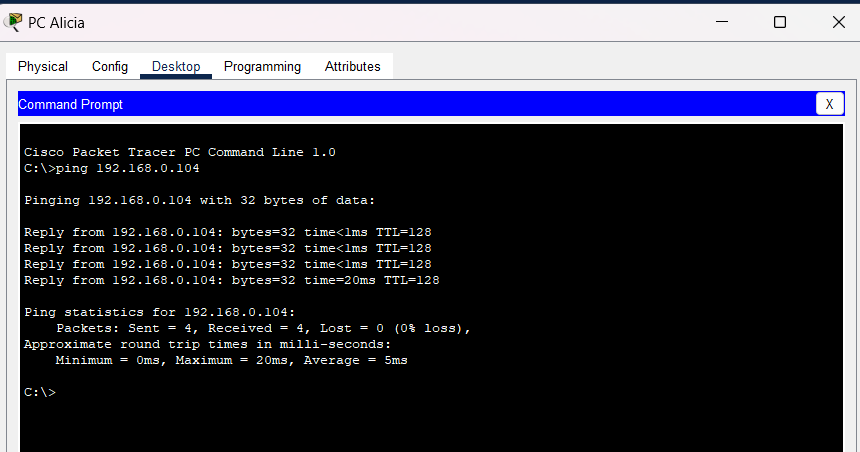 PC Alicia
Physical Config Desktop Programming Attributes
Command Prompt X
Cisco Packet Tracer PC Command Line 1.0
C:\>ping 192.168.0.104
Pinging 192.168.0.104 with 32 bytes of data:
Reply from 192.168.0.104: bytes=32 time<1ms TTL=128
Reply from 192.168.0.104: bytes=32 time<1ms TTL=128
Reply from 192.168.0.104: bytes=32 time<1ms TTL=128
Reply from 192.168.0.104: bytes=32 time=20ms TTL=128
Ping statistics for 192.168.0.104:
Packets: Sent = 4, Received = 4, Lost = 0 (0% loss),
Approximate round trip times in milli-seconds:
Minimum = 0ms, Maximum = 20ms, Average = 5ms
C:\>